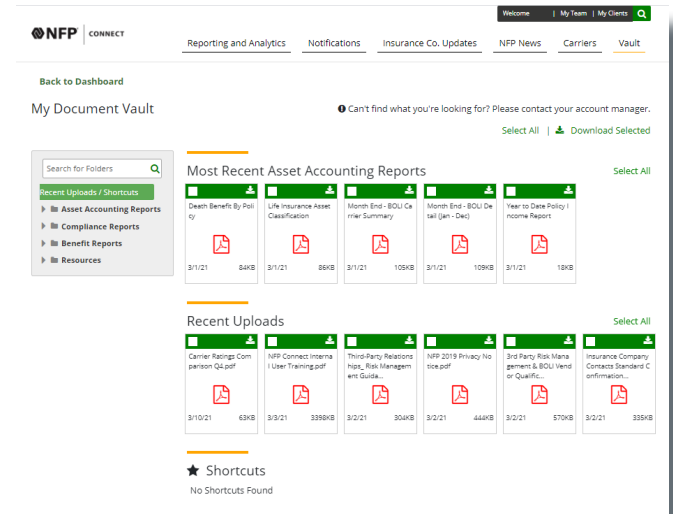 Welcome | My Team | My Clients
NFP CONNECT
Reporting and Analytics Notifications Insurance Co. Updates NFP News Carriers Vault
Back to Dashboard
My Document Vault
Can't find what you're looking for? Please contact your account manager.
Select All | Download Selected
Search for Folders
Recent Uploads / Shortcuts
Asset Accounting Reports
Compliance Reports
Benefit Reports
Resources
Most Recent Asset Accounting Reports
Select All
Death Benefit By Poli
cy
3/1/21 84KB
Life Insurance Asset
Classification
3/1/21 86KB
Month End - BOLI Ca
rrier Summary
3/1/21 105KB
Month End - BOLI De
tail (Jan - Dec)
3/1/21 109KB
Year to Date Policy I
ncome Report
3/1/21 18KB
Recent Uploads
Select All
Carrier Ratings Com
parison Q4.pdf
3/10/21 63KB
NFP Connect Interna
l User Training.pdf
3/3/21 3398KB
Third-Party Relations
hips_ Risk Managem
ent Guida...
3/2/21 304KB
NFP 2019 Privacy No
tice.pdf
3/2/21 444KB
3rd Party Risk Mana
gement & BOLI Vend
or Qualific...
3/2/21 570KB
Insurance Company
Contacts Standard C
onfirmation...
3/2/21 335KB
Shortcuts
No Shortcuts Found